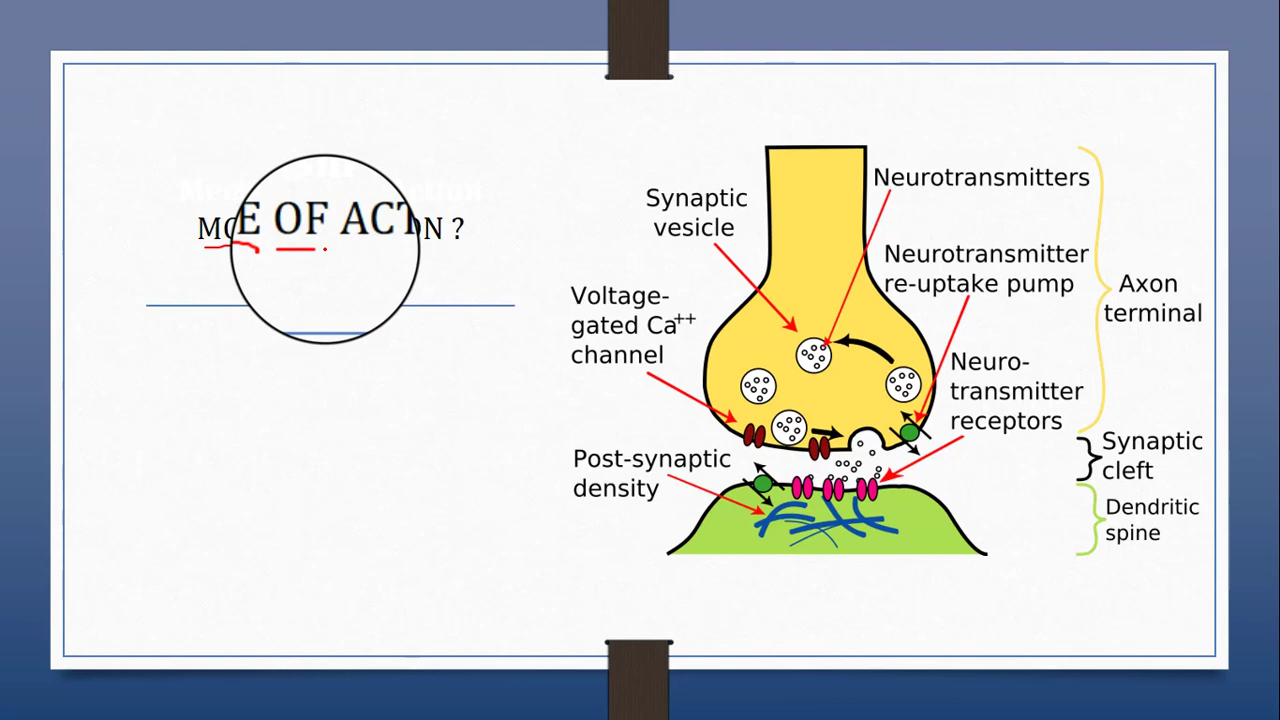 MODE OF ACTION ?
Synaptic
vesicle
Neurotransmitters
Neurotransmitter
re-uptake pump
Axon
terminal
Voltage-
gated Ca++
channel
Neuro-
transmitter
receptors
Synaptic
cleft
Post-synaptic
density
Dendritic
spine